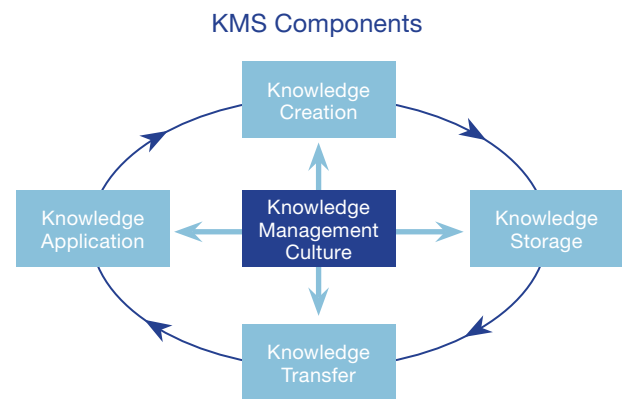 KMS Components
Knowledge
Creation
Knowledge
Application
Knowledge
Management
Culture
Knowledge
Storage
Knowledge
Transfer